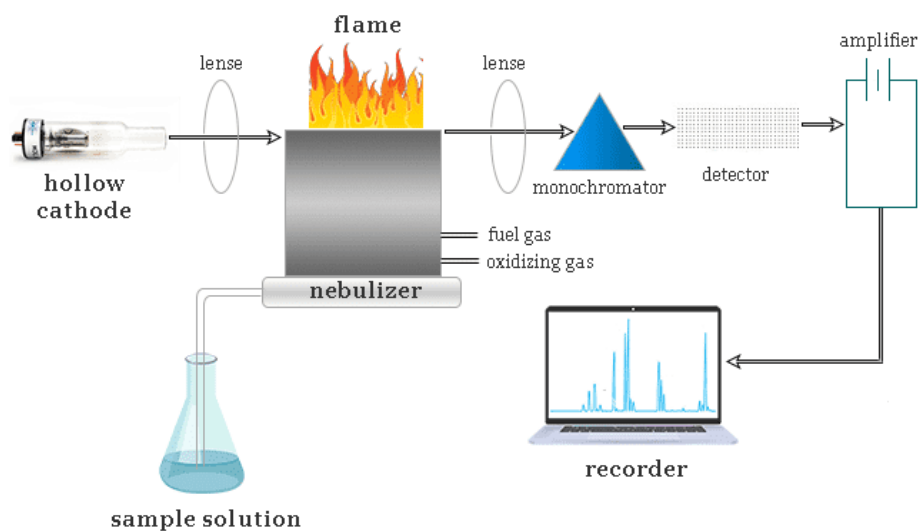 flame
amplifier
lense
lense
hollow
cathode
monochromator
detector
fuel gas
oxidizing gas
nebulizer
recorder
sample solution